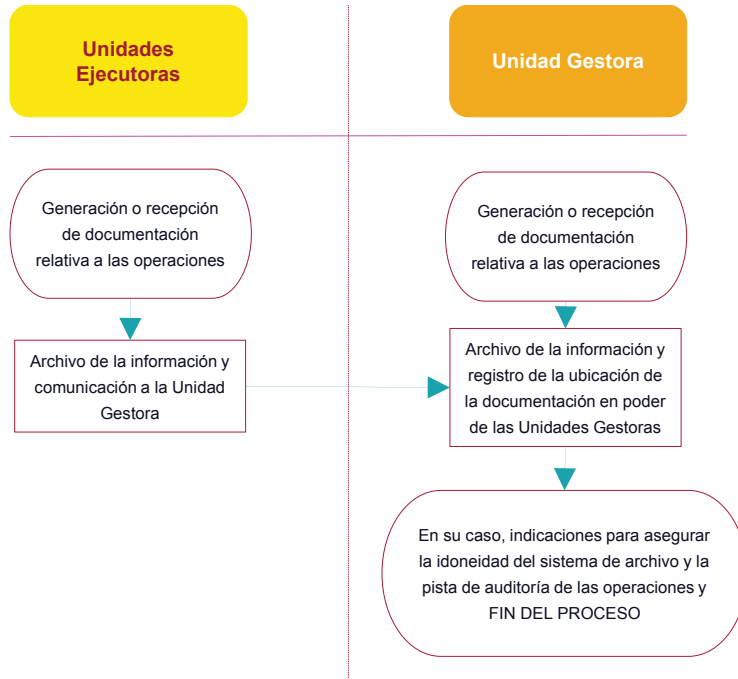 Unidades
Ejecutoras
Unidad Gestora
Generación o recepción
de documentación
relativa a las operaciones
Generación o recepción
de documentación
relativa a las operaciones
Archivo de la información y
comunicación a la Unidad
Gestora
Archivo de la información y
registro de la ubicación de
la documentación en poder
de las Unidades Gestoras
En su caso, indicaciones para asegurar
la idoneidad del sistema de archivo y la
pista de auditoría de las operaciones y
FIN DEL PROCESO